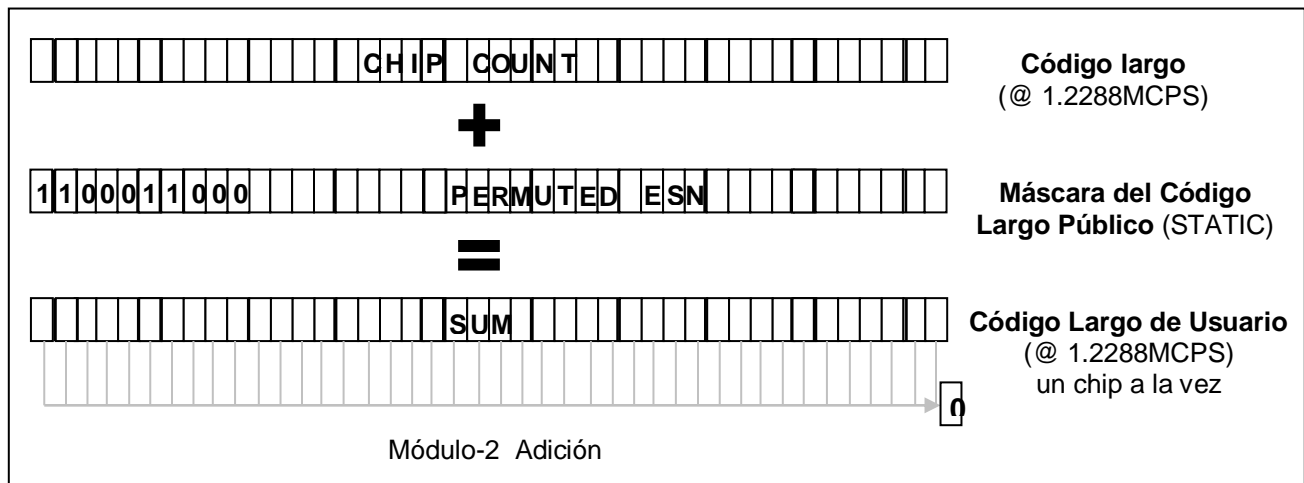 CHIP COUNT
Código largo
(@ 1.2288MCPS)
+
1100011000 PERMUTED ESN
Máscara del Código
Largo Público (STATIC)
=
SUM
Código Largo de Usuario
(@ 1.2288MCPS)
un chip a la vez
0
Módulo-2 Adición